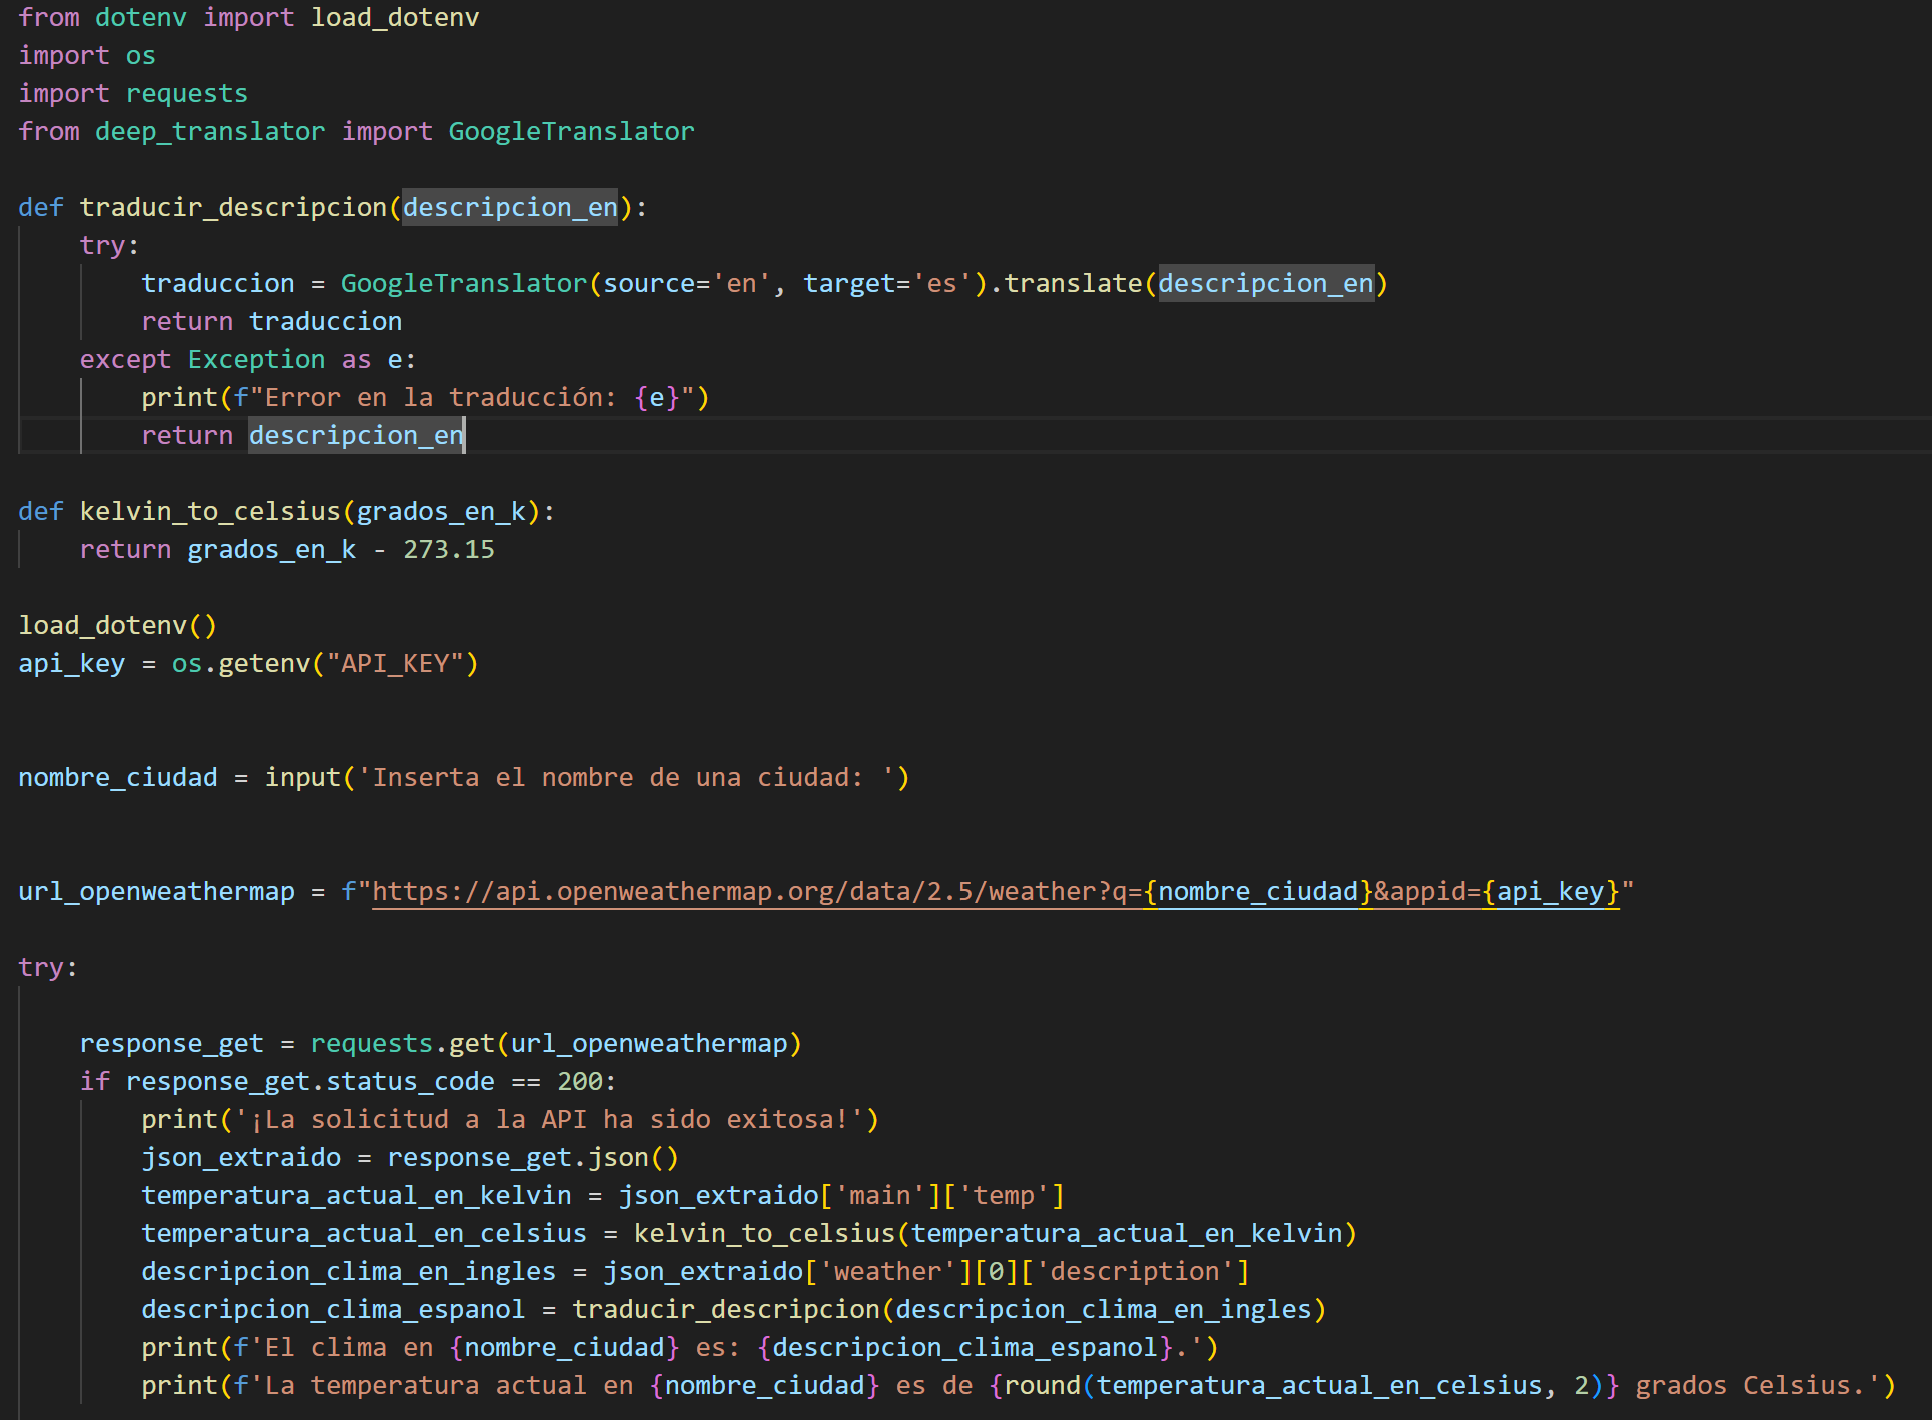 from dotenv import load_dotenv
import os
import requests
from deep_translator import GoogleTranslator
def traducir_descripcion(descripcion_en):
    try:
        traduccion = GoogleTranslator(source='en', target='es').translate(descripcion_en)
        return traduccion
    except Exception as e:
        print(f"Error en la traducción: {e}")
        return descripcion_en
def kelvin_to_celsius(grados_en_k):
    return grados_en_k - 273.15
load_dotenv()
api_key = os.getenv("API_KEY")
nombre_ciudad = input('Inserta el nombre de una ciudad: ')
url_openweathermap = f"https://api.openweathermap.org/data/2.5/weather?q={nombre_ciudad}&appid={api_key}"
try:
    response_get = requests.get(url_openweathermap)
    if response_get.status_code == 200:
        print('¡La solicitud a la API ha sido exitosa!')
        json_extraido = response_get.json()
        temperatura_actual_en_kelvin = json_extraido['main']['temp']
        temperatura_actual_en_celsius = kelvin_to_celsius(temperatura_actual_en_kelvin)
        descripcion_clima_en_ingles = json_extraido['weather'][0]['description']
        descripcion_clima_espanol = traducir_descripcion(descripcion_clima_en_ingles)
        print(f'El clima en {nombre_ciudad} es: {descripcion_clima_espanol}.')
        print(f'La temperatura actual en {nombre_ciudad} es de {round(temperatura_actual_en_celsius, 2)} grados Celsius.')